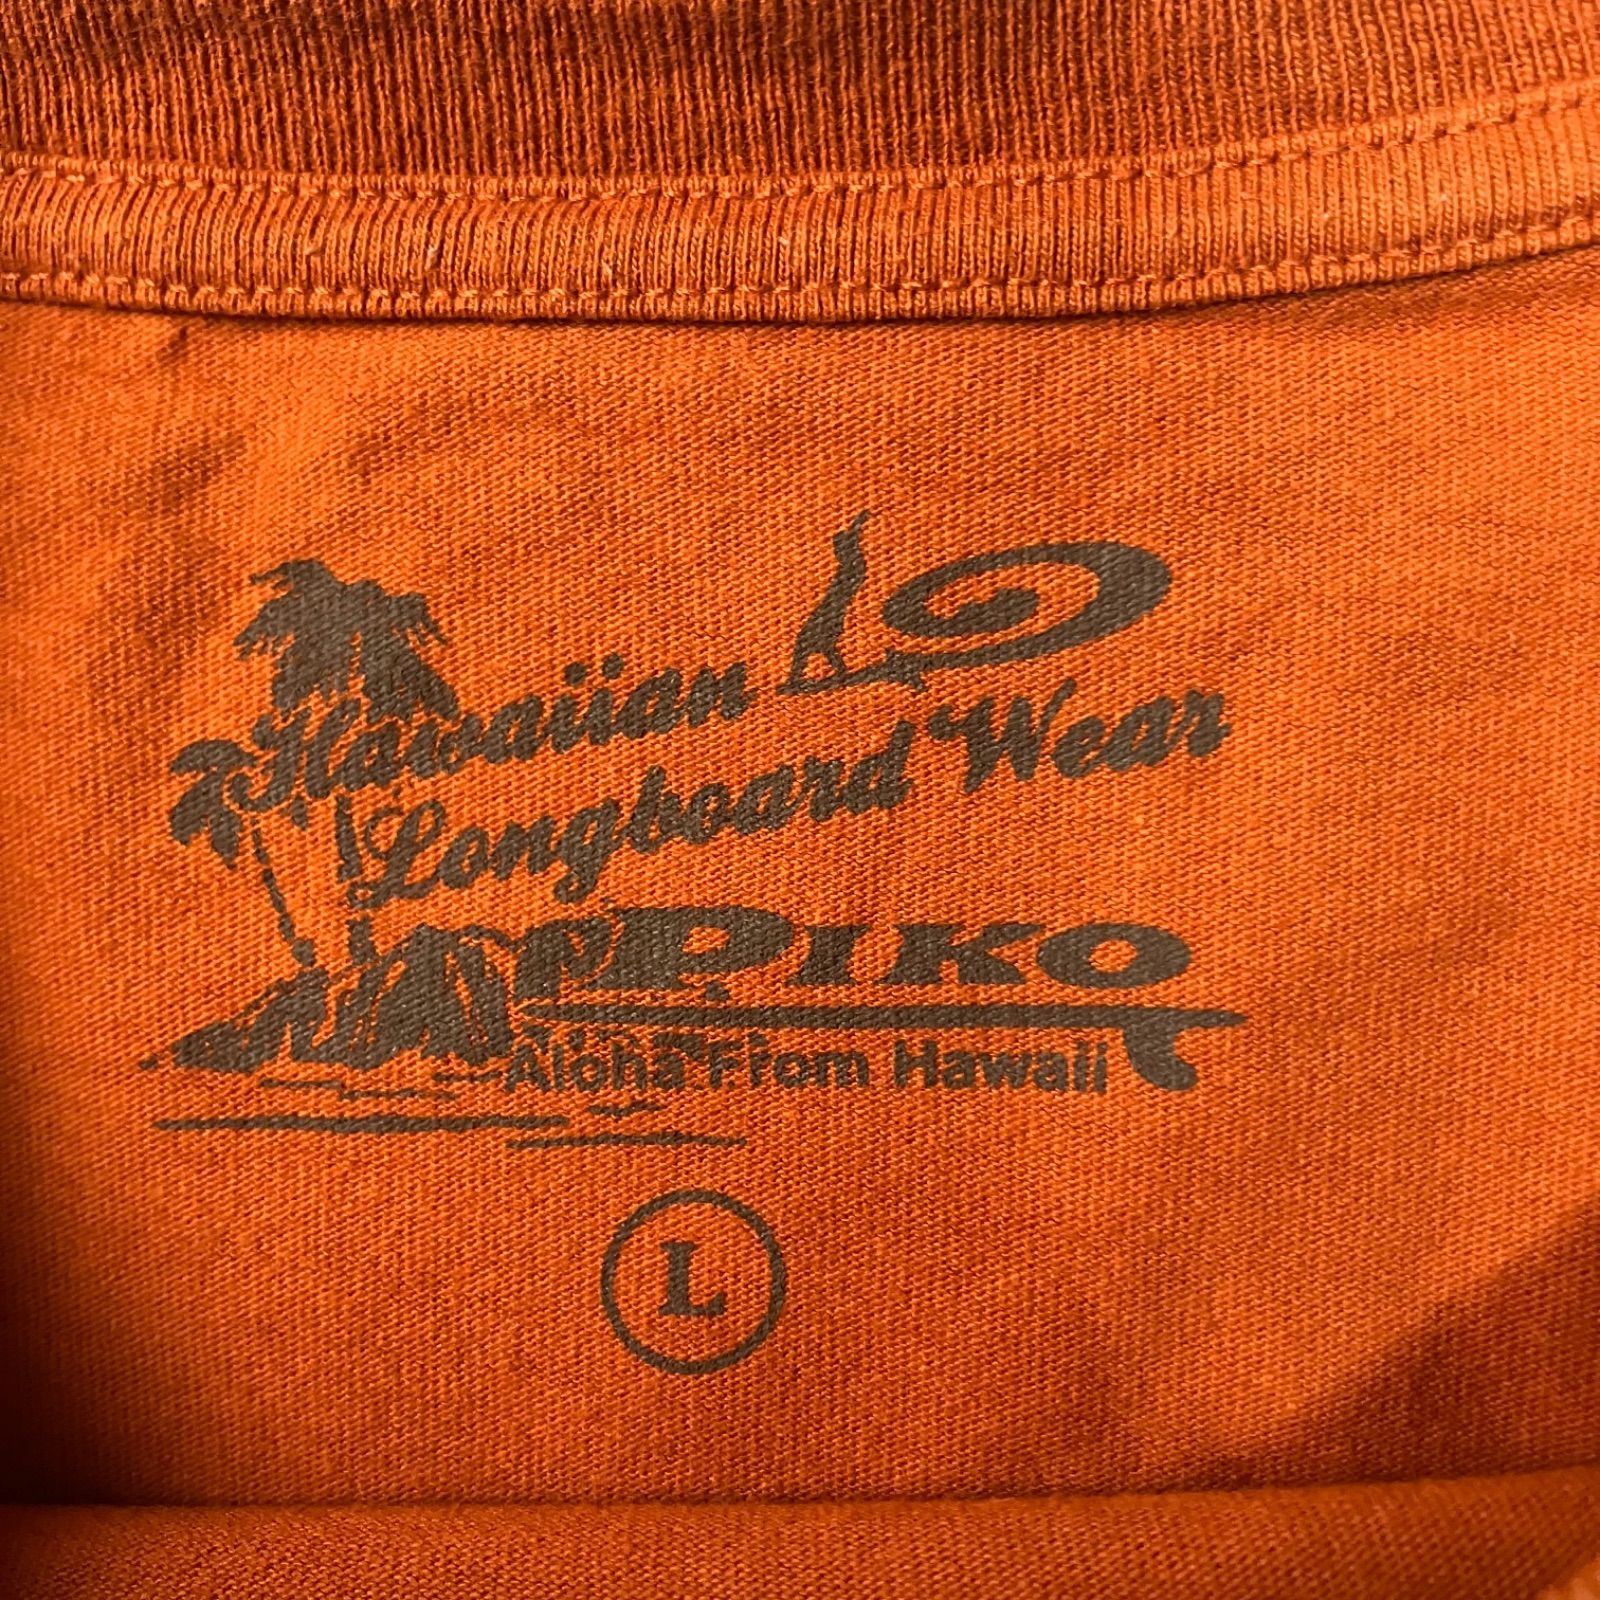 Hawaiian
Longboard Wear
PIKO
Aloha From Hawaii
L